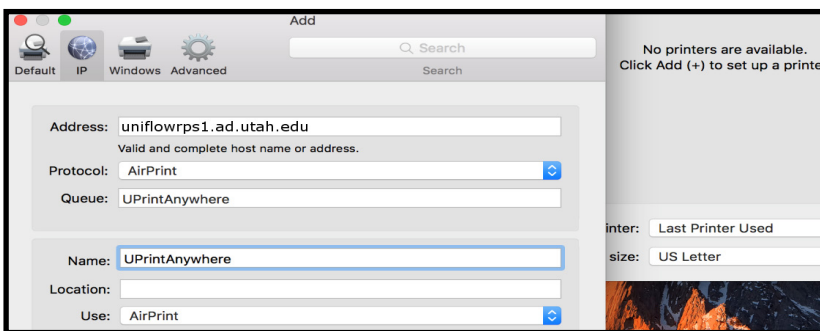 Add
Default IP Windows Advanced
Search
Search
Address: uniflowrps1.ad.utah.edu
Valid and complete host name or address.
Protocol: AirPrint
Queue: UPrintAnywhere
Name: UPrintAnywhere
Location:
Use: AirPrint
No printers are available.
Click Add (+) to set up a printe
inter: Last Printer Used
size: US Letter